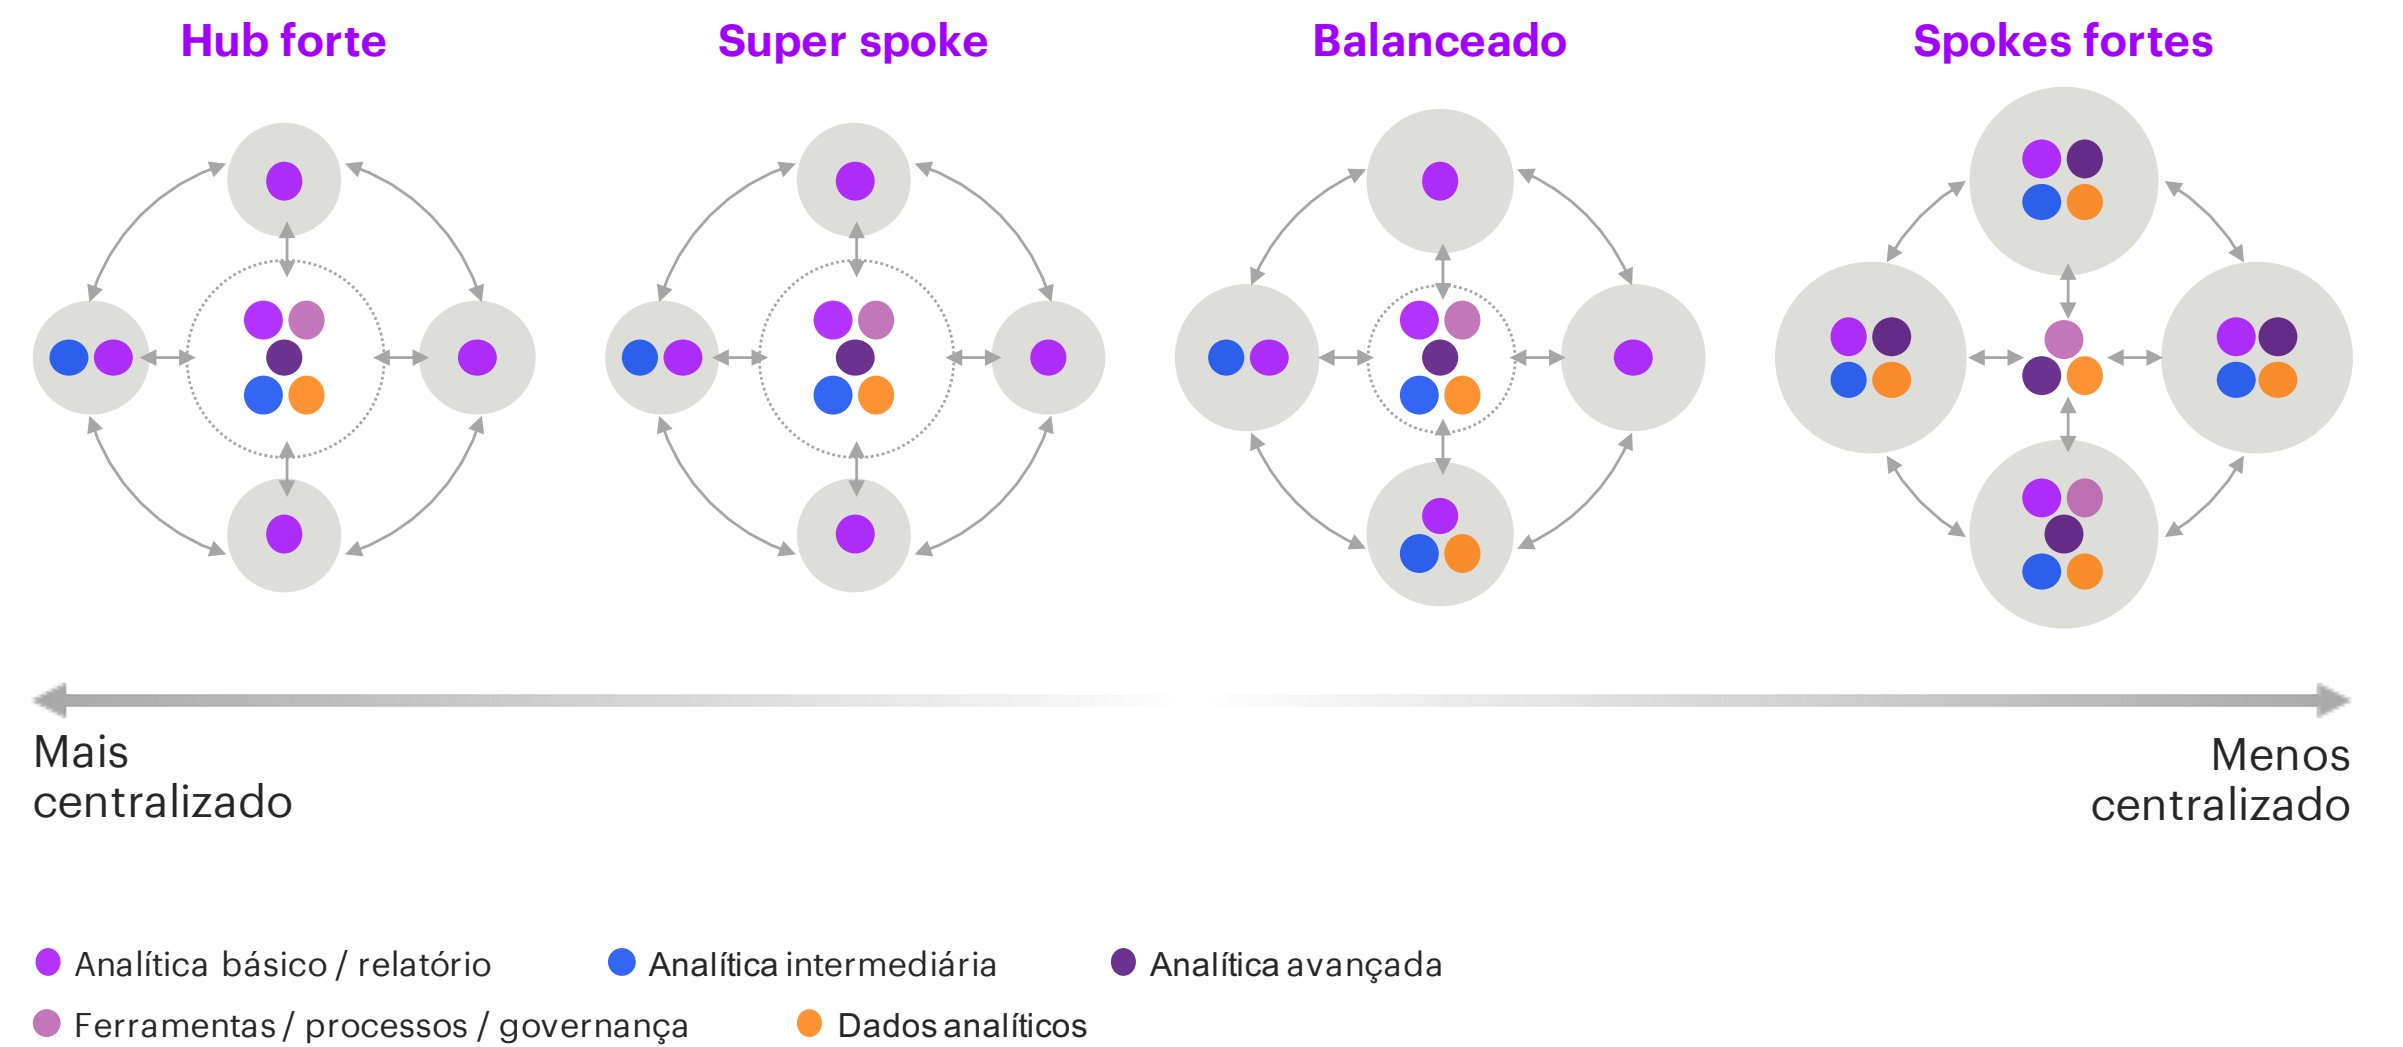 Hub forte
Super spoke
Balanceado
Spokes fortes
Mais
centralizado
Menos
centralizado
Analítica básico / relatório
Analítica intermediária
Analítica avançada
Ferramentas / processos / governança
Dados analíticos